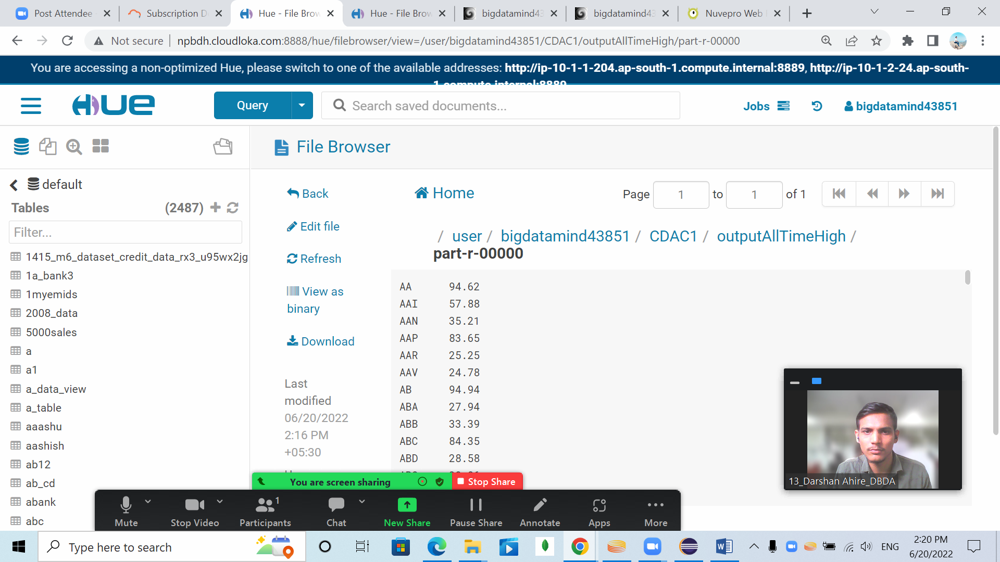 Post Attendee -
Subscription D
Hue - File Brow
Hue - File Brow
bigdatamind43
bigdatamind43
Nuvepro Web
Not secure
npbdh.cloudloka.com:8888/hue/filebrowser/view=/user/bigdatamind43851/CDAC1/outputAllTimeHigh/part-r-00000
You are accessing a non-optimized Hue, please switch to one of the available addresses: http://ip-10-1-1-204.ap-south-1.compute.internal:8889, http://ip-10-1-2-24.ap-south-
1.compute.internal:8889
HUE
Query
Search saved documents...
Jobs
bigdatamind43851
File Browser
default
Tables (2487)
Filter...
1415_m6_dataset_credit_data_rx3_u95wx2jg
1a_bank3
1myemids
2008_data
5000sales
a
a1
a_data_view
a_table
aaashu
aashish
ab12
ab_cd
abank
abc
Back
Edit file
Refresh
View as
binary
Download
Last
modified
06/20/2022
2:16 PM
+05:30
Home
Page 1 to 1 of 1
/ user / bigdatamind43851 / CDAC1 / outputAllTimeHigh /
part-r-00000
AA 94.62
AAI 57.88
AAN 35.21
AAP 83.65
AAR 25.25
AAV 24.78
AB 94.94
ABA 27.94
ABB 33.39
ABC 84.35
ABD 28.58
13_Darshan Ahire_DBDA
You are screen sharing
Stop Share
Mute
Stop Video
1
Participants
Chat
New Share
Pause Share
Annotate
Apps
More
Type here to search
ENG
2:20 PM
6/20/2022